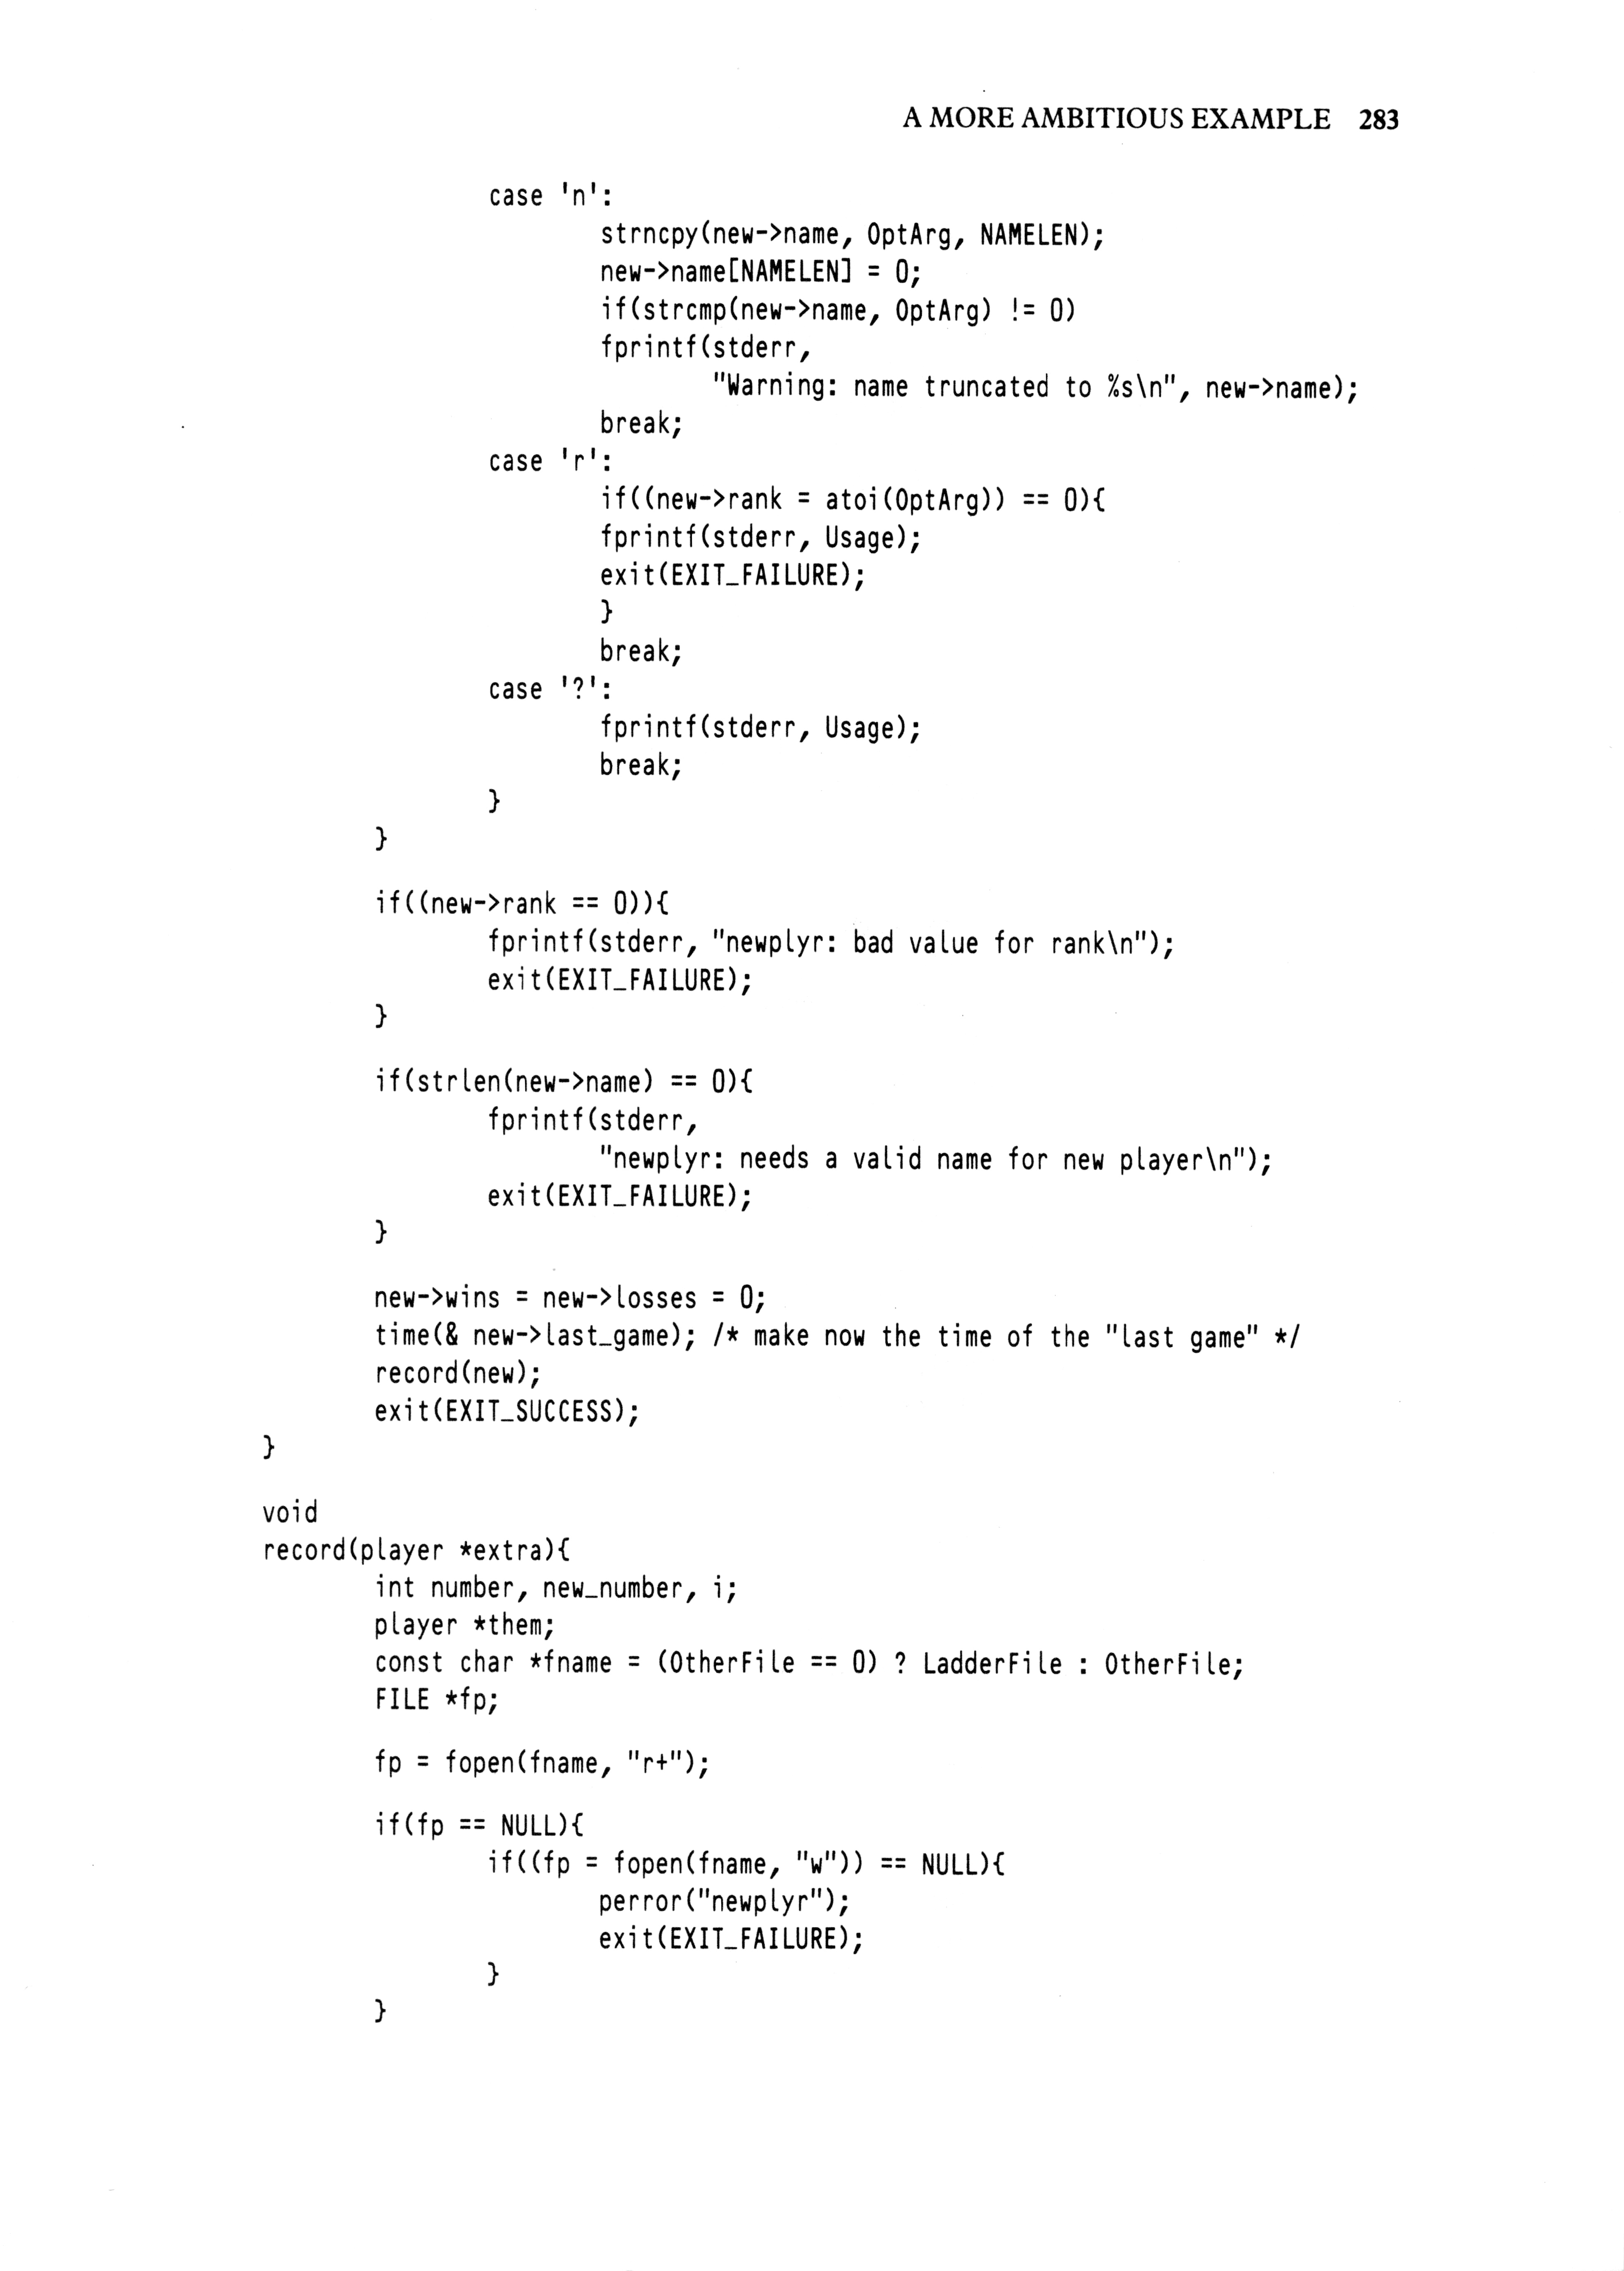 A MORE AMBITIOUS EXAMPLE 283
case 'n':
strncpy(new->name, OptArg, NAMELEN);
new->name[NAMELEN] = 0;
if(strcmp(new->name, OptArg) != 0)
fprintf(stderr,
"Warning: name truncated to %s\n", new->name);
break;
case 'r':
if((new->rank = atoi(OptArg)) == 0){
fprintf(stderr, Usage);
exit(EXIT_FAILURE);
}
break;
case '?':
fprintf(stderr, Usage);
break;
}
}
if((new->rank == 0)){
fprintf(stderr, "newplyr: bad value for rank\n");
exit(EXIT_FAILURE);
}
if(strlen(new->name) == 0){
fprintf(stderr,
"newplyr: needs a valid name for new player\n");
exit(EXIT_FAILURE);
}
new->wins = new->losses = 0;
time(& new->last_game); /* make now the time of the "last game" */
record(new);
exit(EXIT_SUCCESS);
}
void
record(player *extra){
int number, new_number, i;
player *them;
const char *fname = (OtherFile == 0) ? LadderFile : OtherFile;
FILE *fp;
fp = fopen(fname, "r+");
if(fp == NULL){
if((fp = fopen(fname, "w")) == NULL){
perror("newplyr");
exit(EXIT_FAILURE);
}
}